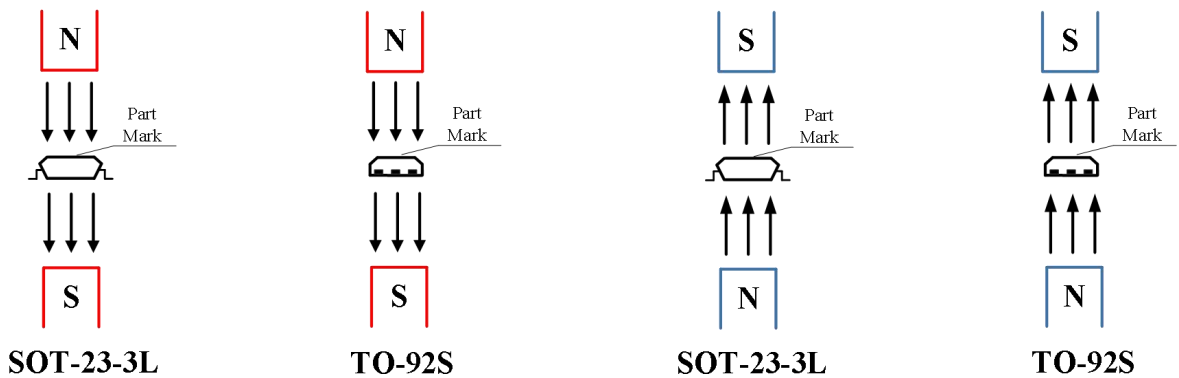 N
N
S
S
Part
Mark
Part
Mark
Part
Mark
Part
Mark
S
S
N
N
SOT-23-3L
TO-92S
SOT-23-3L
TO-92S